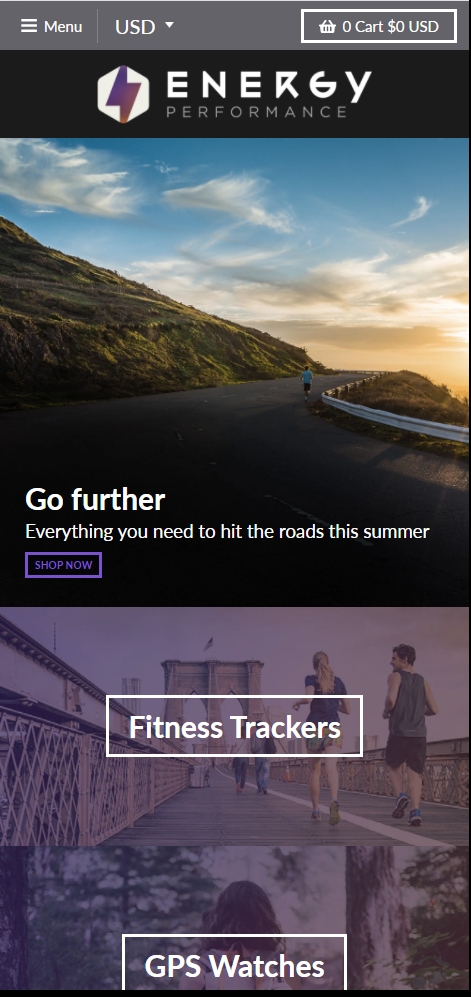 Menu
USD
0 Cart $0 USD
ENERGY
PERFORMANCE
Go further
Everything you need to hit the roads this summer
SHOP NOW
Fitness Trackers
GPS Watches